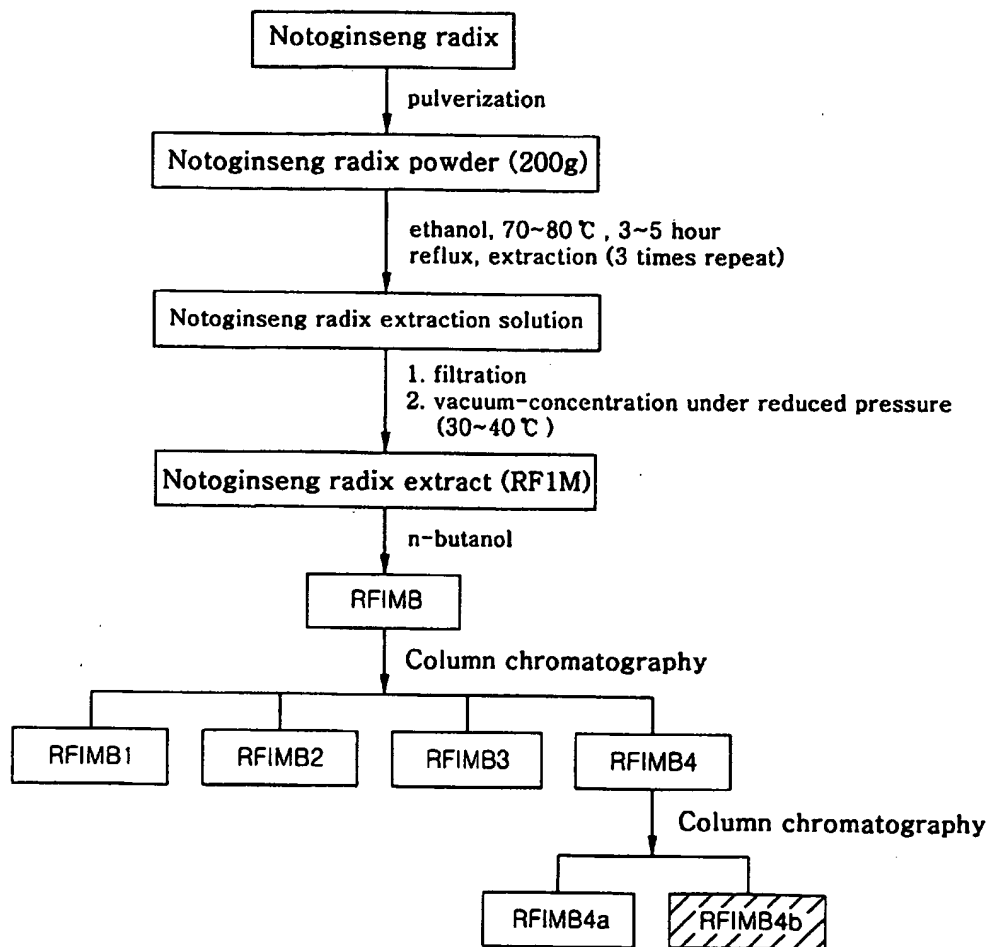 Notoginseng radix
pulverization
Notoginseng radix powder (200g)
ethanol, 70~80℃ , 3~5 hour
reflux, extraction (3 times repeat)
Notoginseng radix extraction solution
1. filtration
2. vacuum-concentration under reduced pressure
(30~40℃ )
Notoginseng radix extract (RF1M)
n-butanol
RFIMB
Column chromatography
RFIMB1
RFIMB2
RFIMB3
RFIMB4
Column chromatography
RFIMB4a
RFIMB4b